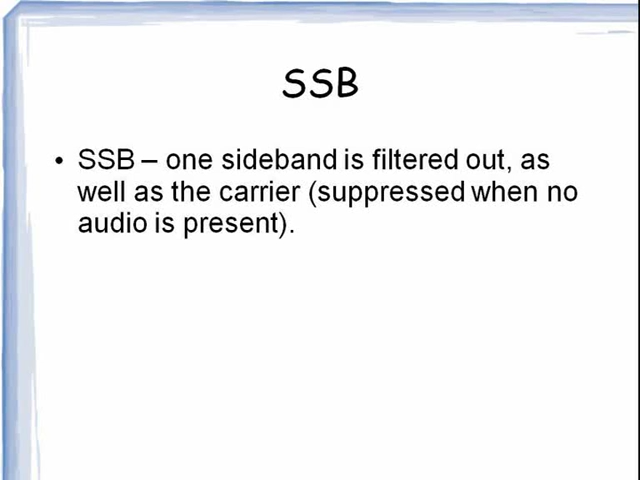 SSB
• SSB – one sideband is filtered out, as
well as the carrier (suppressed when no
audio is present).